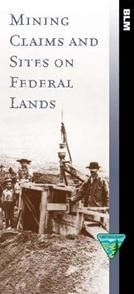 BLM
Mining
Claims and
Sites on
Federal
Lands